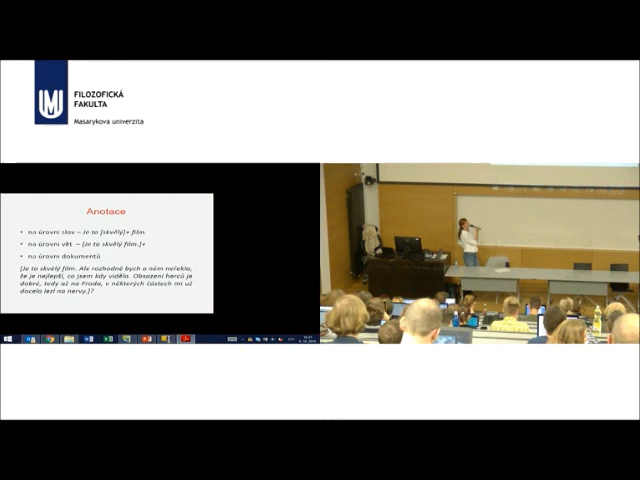 FILOZOFICKÁ
FAKULTA
Masarykova univerzita
Anotace
• na úrovni slov – Je to [skvělý]+ film.
• na úrovni vět – [Je to skvělý film.]+
• na úrovni dokumentů
[Je to skvělý film. Ale rozhodně bych o něm neřekla,
že je nejlepší, co jsem kdy viděla. Obsazení herců je
dobré, tedy až na Froda, v některých částech mi už
docela lezl na nervy.]?